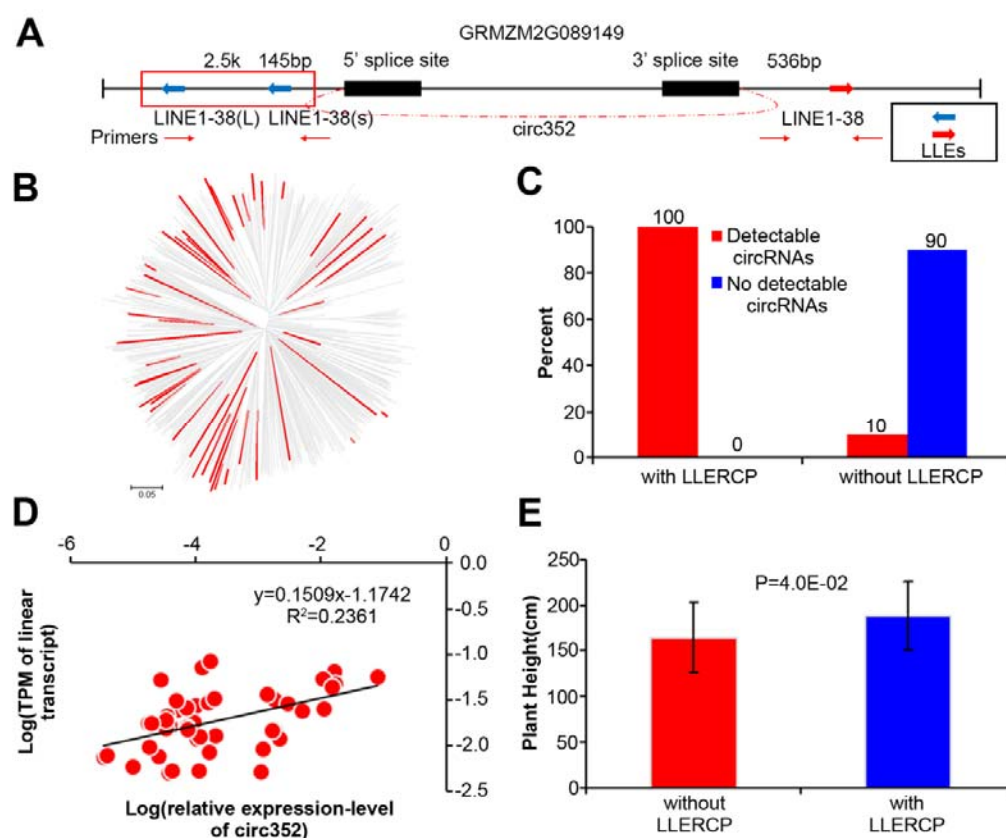 A
GRMZM2G089149
2.5k 145bp 5' splice site 3' splice site 536bp
LINE1-38(L) LINE1-38(s) circ352 LINE1-38
Primers
LLEs
B
0.05
C
Percent
100
80
60
40
20
0
100
0
10
90
Detectable
circRNAs
No detectable
circRNAs
with LLERCP without LLERCP
D
-6 -4 -2 0
0.0
-0.5
-1.0
-1.5
-2.0
-2.5
y=0.1509x-1.1742
R²=0.2361
Log(TPM of linear
transcript)
Log(relative expression-level
of circ352)
E
Plant Height(cm)
250
200
150
100
50
0
P=4.0E-02
without
LLERCP
with
LLERCP